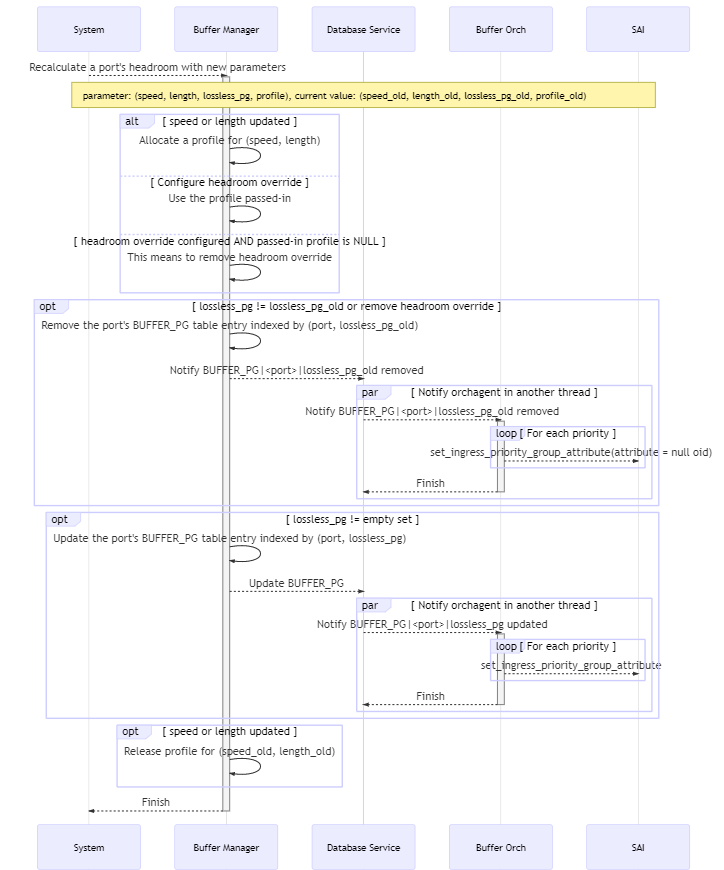 System
Buffer Manager
Database Service
Buffer Orch
SAI
Recalculate a port's headroom with new parameters
parameter: (speed, length, lossless_pg, profile), current value: (speed_old, length_old, lossless_pg_old, profile_old)
alt
[ speed or length updated ]
Allocate a profile for (speed, length)
[ Configure headroom override ]
Use the profile passed-in
[ headroom override configured AND passed-in profile is NULL ]
This means to remove headroom override
opt
[ lossless_pg != lossless_pg_old or remove headroom override ]
Remove the port's BUFFER_PG table entry indexed by (port, lossless_pg_old)
Notify BUFFER_PG|<port>|lossless_pg_old removed
par
[ Notify orchagent in another thread ]
Notify BUFFER_PG|<port>|lossless_pg_old removed
loop
[ For each priority ]
set_ingress_priority_group_attribute(attribute = null oid)
Finish
opt
[ lossless_pg != empty set ]
Update the port's BUFFER_PG table entry indexed by (port, lossless_pg)
Update BUFFER_PG
par
[ Notify orchagent in another thread ]
Notify BUFFER_PG|<port>|lossless_pg updated
loop
[ For each priority ]
set_ingress_priority_group_attribute
Finish
opt
[ speed or length updated ]
Release profile for (speed_old, length_old)
Finish
System
Buffer Manager
Database Service
Buffer Orch
SAI